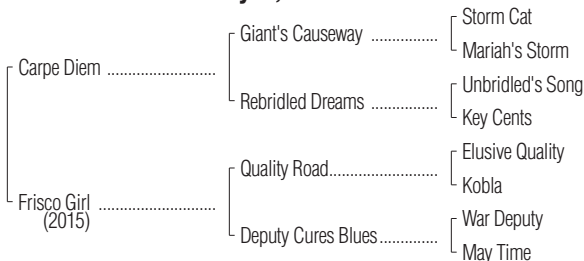 Storm Cat
Giant's Causeway ................
Mariah's Storm
Carpe Diem ..........................
Unbridled's Song
Rebridled Dreams ................
Key Cents
Elusive Quality
Quality Road..........................
Kobla
Frisco Girl ............................
(2015)
War Deputy
Deputy Cures Blues..............
May Time